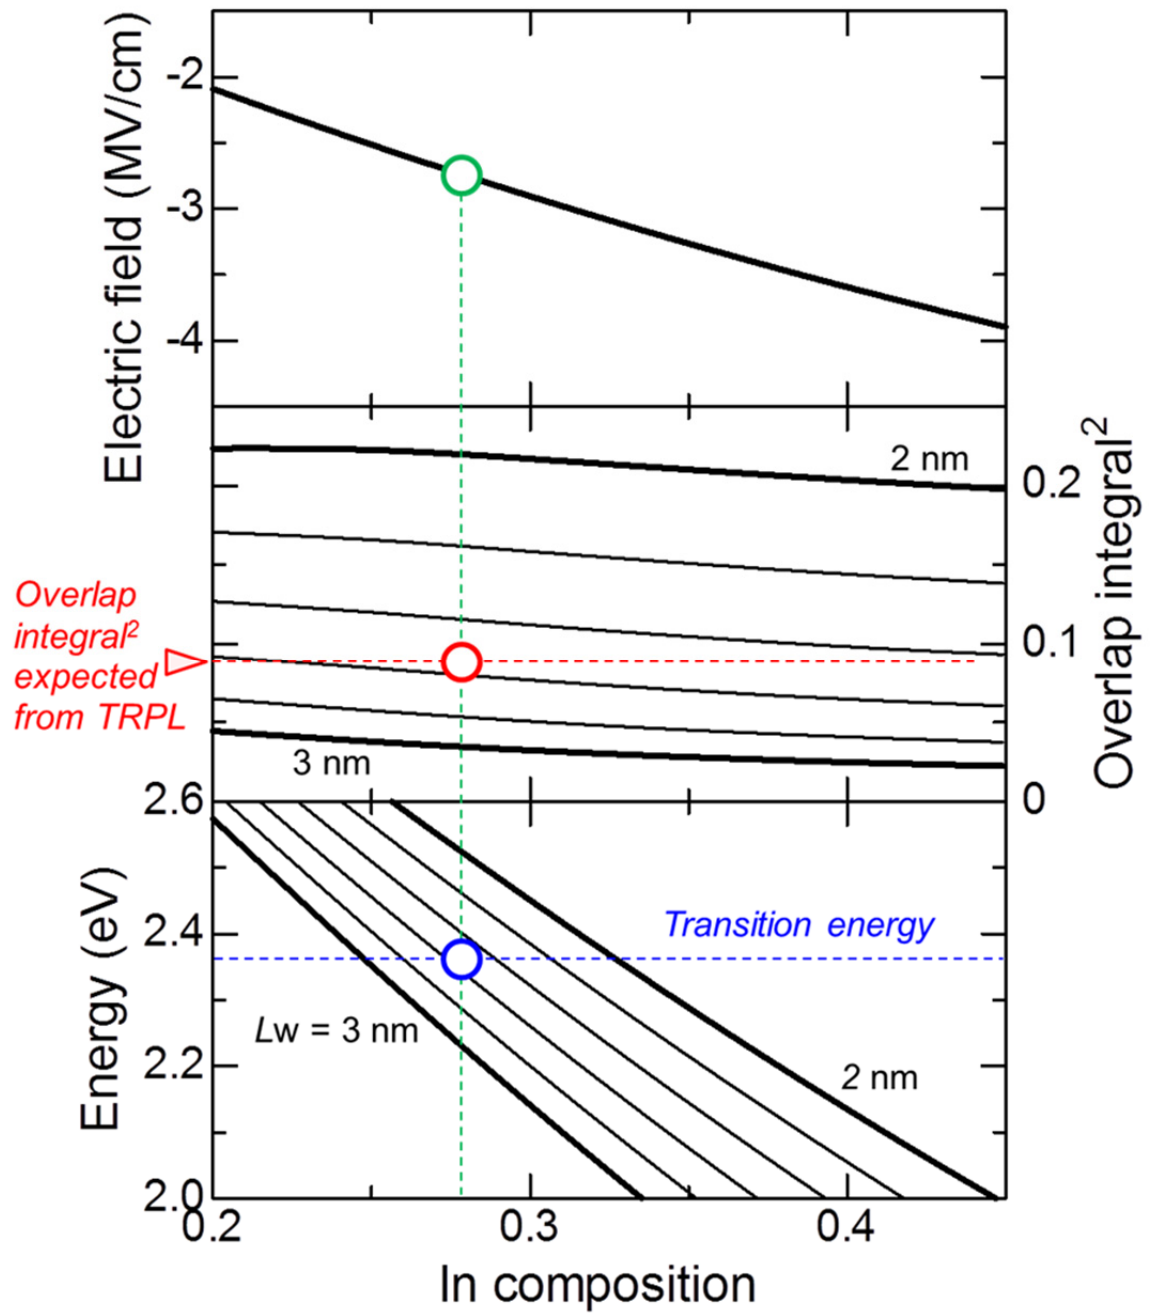 Electric field (MV/cm)
-2
-3
-4
2 nm
0.2
0.1
0
Overlap integral2
Overlap
integral2
expected
from TRPL
3 nm
Energy (eV)
2.6
2.4
2.2
2.0
Transition energy
Lw = 3 nm
2 nm
0.2
0.3
0.4
In composition